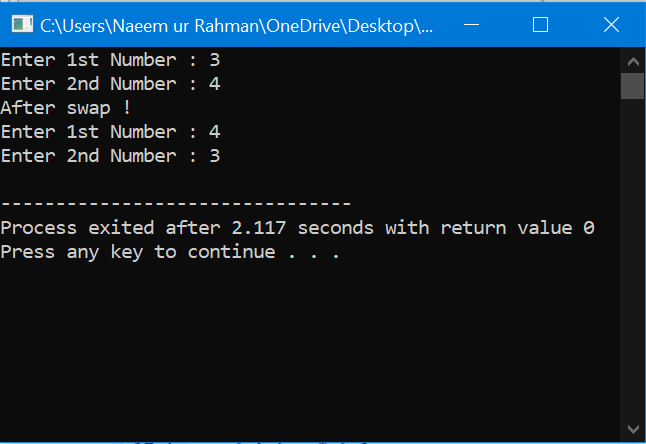 C:\Users\Naeem ur Rahman\OneDrive\Desktop\...
Enter 1st Number : 3
Enter 2nd Number : 4
After swap !
Enter 1st Number : 4
Enter 2nd Number : 3
--------------------------------
Process exited after 2.117 seconds with return value 0
Press any key to continue . . .